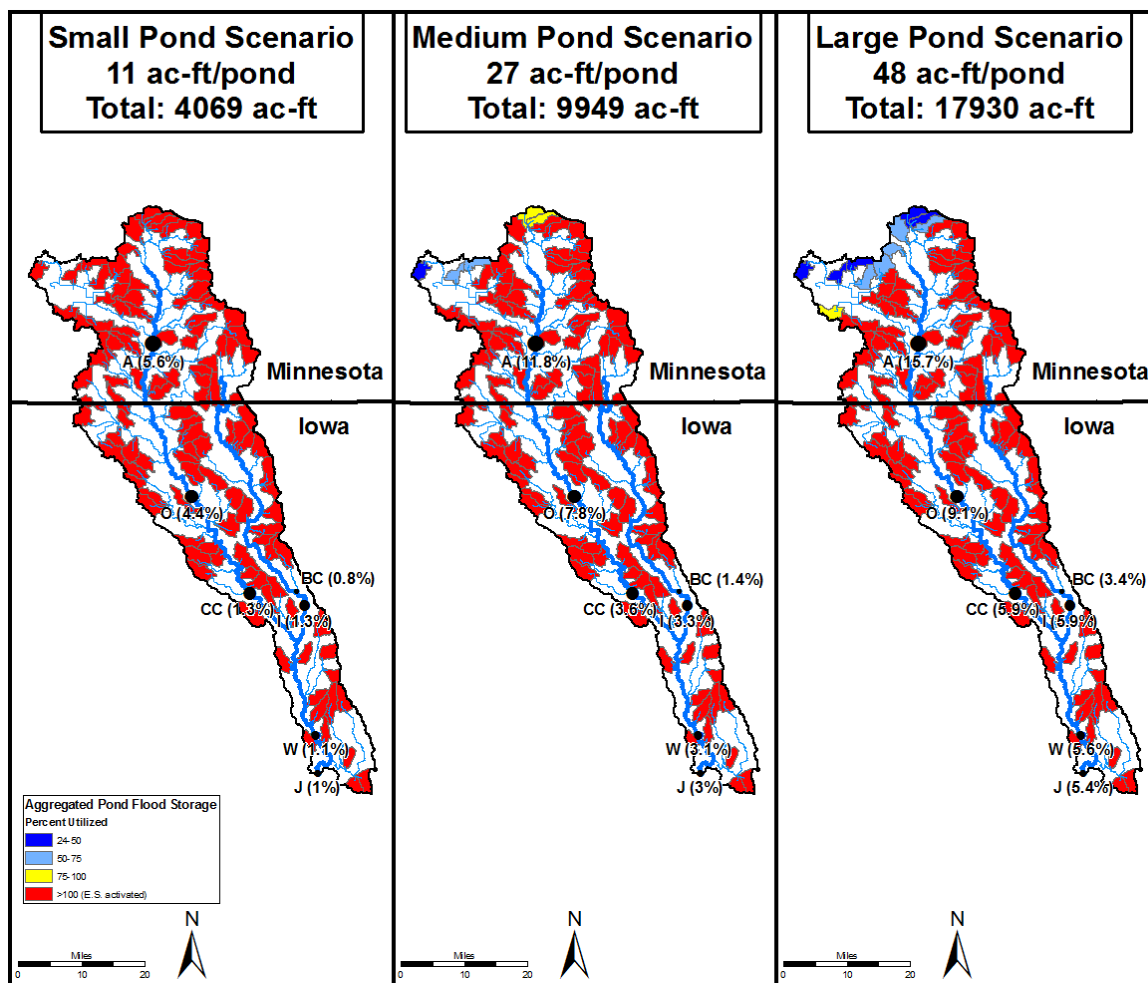 Small Pond Scenario
11 ac-ft/pond
Total: 4069 ac-ft
A (5.6%)
Minnesota
Iowa
O (4.4%)
BC (0.8%)
CC (1.3%)
I (1.3%)
W (1.1%)
J (1%)
Aggregated Pond Flood Storage
Percent Utilized
24-50
50-75
75-100
>100 (E.S. activated)
N
Miles
0 10 20
Medium Pond Scenario
27 ac-ft/pond
Total: 9949 ac-ft
A (11.8%)
Minnesota
Iowa
O (7.8%)
BC (1.4%)
CC (3.6%)
I (3.3%)
W (3.1%)
J (3%)
N
Miles
0 10 20
Large Pond Scenario
48 ac-ft/pond
Total: 17930 ac-ft
A (15.7%)
Minnesota
Iowa
O (9.1%)
BC (3.4%)
CC (5.9%)
I (5.9%)
W (5.6%)
J (5.4%)
N
Miles
0 10 20